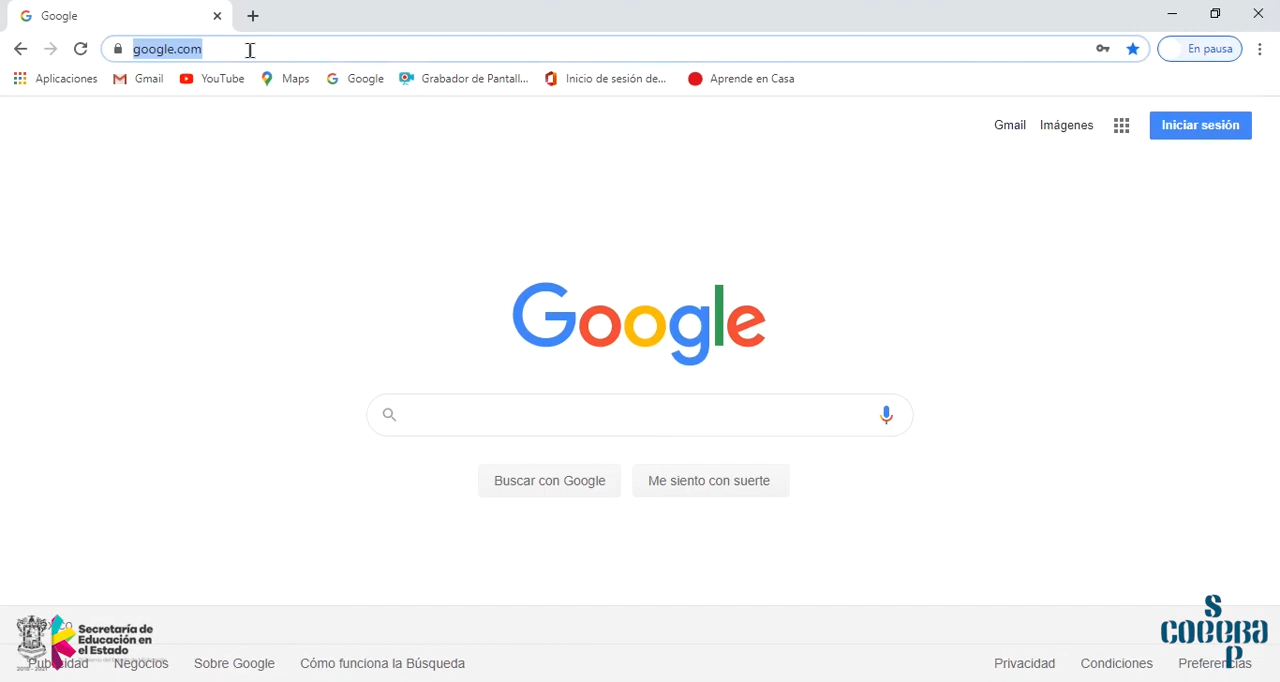 Google
google.com
En pausa
Aplicaciones Gmail YouTube Maps Google Grabador de Pantall... Inicio de sesión de... Aprende en Casa
Gmail Imágenes Iniciar sesión
Google
Buscar con Google Me siento con suerte
Secretaría de
Educación en
el Estado
Publicidad Negocios Sobre Google Cómo funciona la Búsqueda
Privacidad Condiciones Preferencias